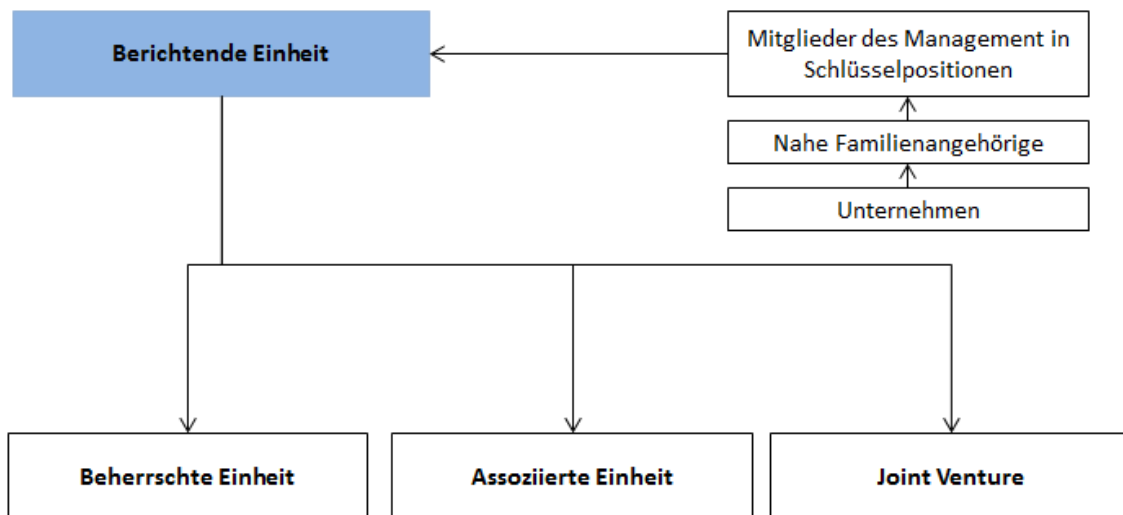 Berichtende Einheit
Mitglieder des Management in
Schlüsselpositionen
Nahe Familienangehörige
Unternehmen
Beherrschte Einheit
Assoziierte Einheit
Joint Venture